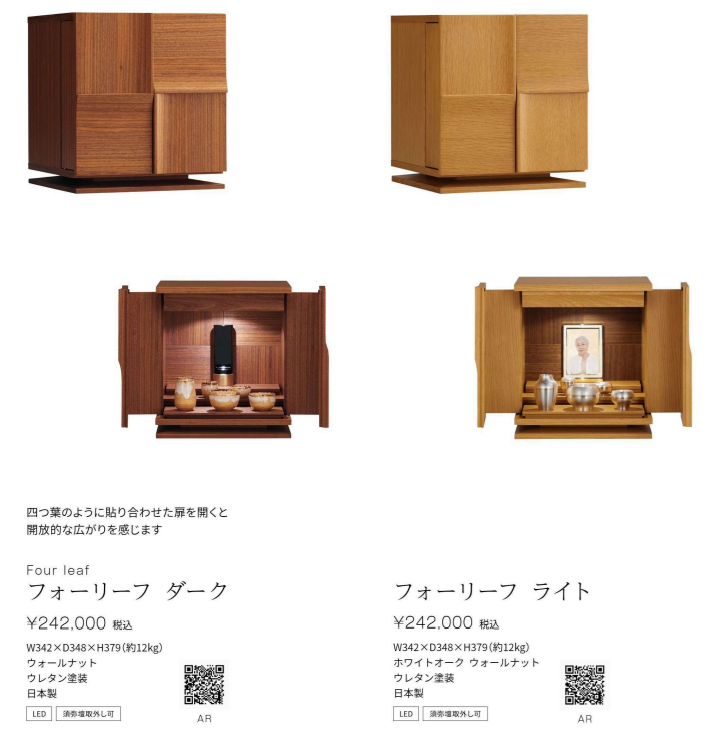 四つ葉のように貼り合わせた扉を開くと
開放的な広がりを感じます
Four leaf
フォーリーフ ダーク
¥242,000 税込
W342×D348×H379(約12kg)
ウォールナット
ウレタン塗装
日本製
LED 須弥壇取外し可
AR
フォーリーフ ライト
¥242,000 税込
W342×D348×H379(約12kg)
ホワイトオーク ウォールナット
ウレタン塗装
日本製
LED 須弥壇取外し可
AR